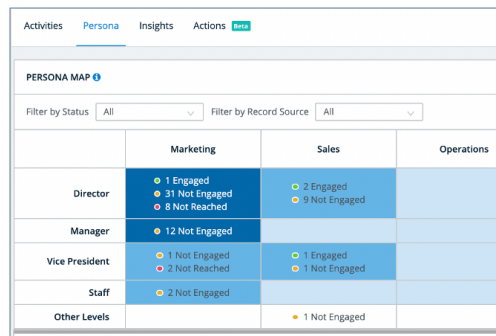 Activities Persona Insights Actions Beta
PERSONA MAP
Filter by Status All Filter by Record Source All
Marketing Sales Operations
Director
1 Engaged
31 Not Engaged
8 Not Reached
2 Engaged
9 Not Engaged
Manager
12 Not Engaged
Vice President
1 Not Engaged
2 Not Reached
1 Engaged
1 Not Engaged
Staff
2 Not Engaged
Other Levels
1 Not Engaged